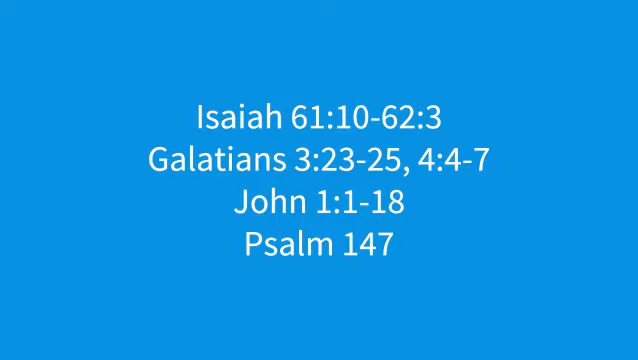 Isaiah 61:10-62:3
Galatians 3:23-25, 4:4-7
John 1:1-18
Psalm 147